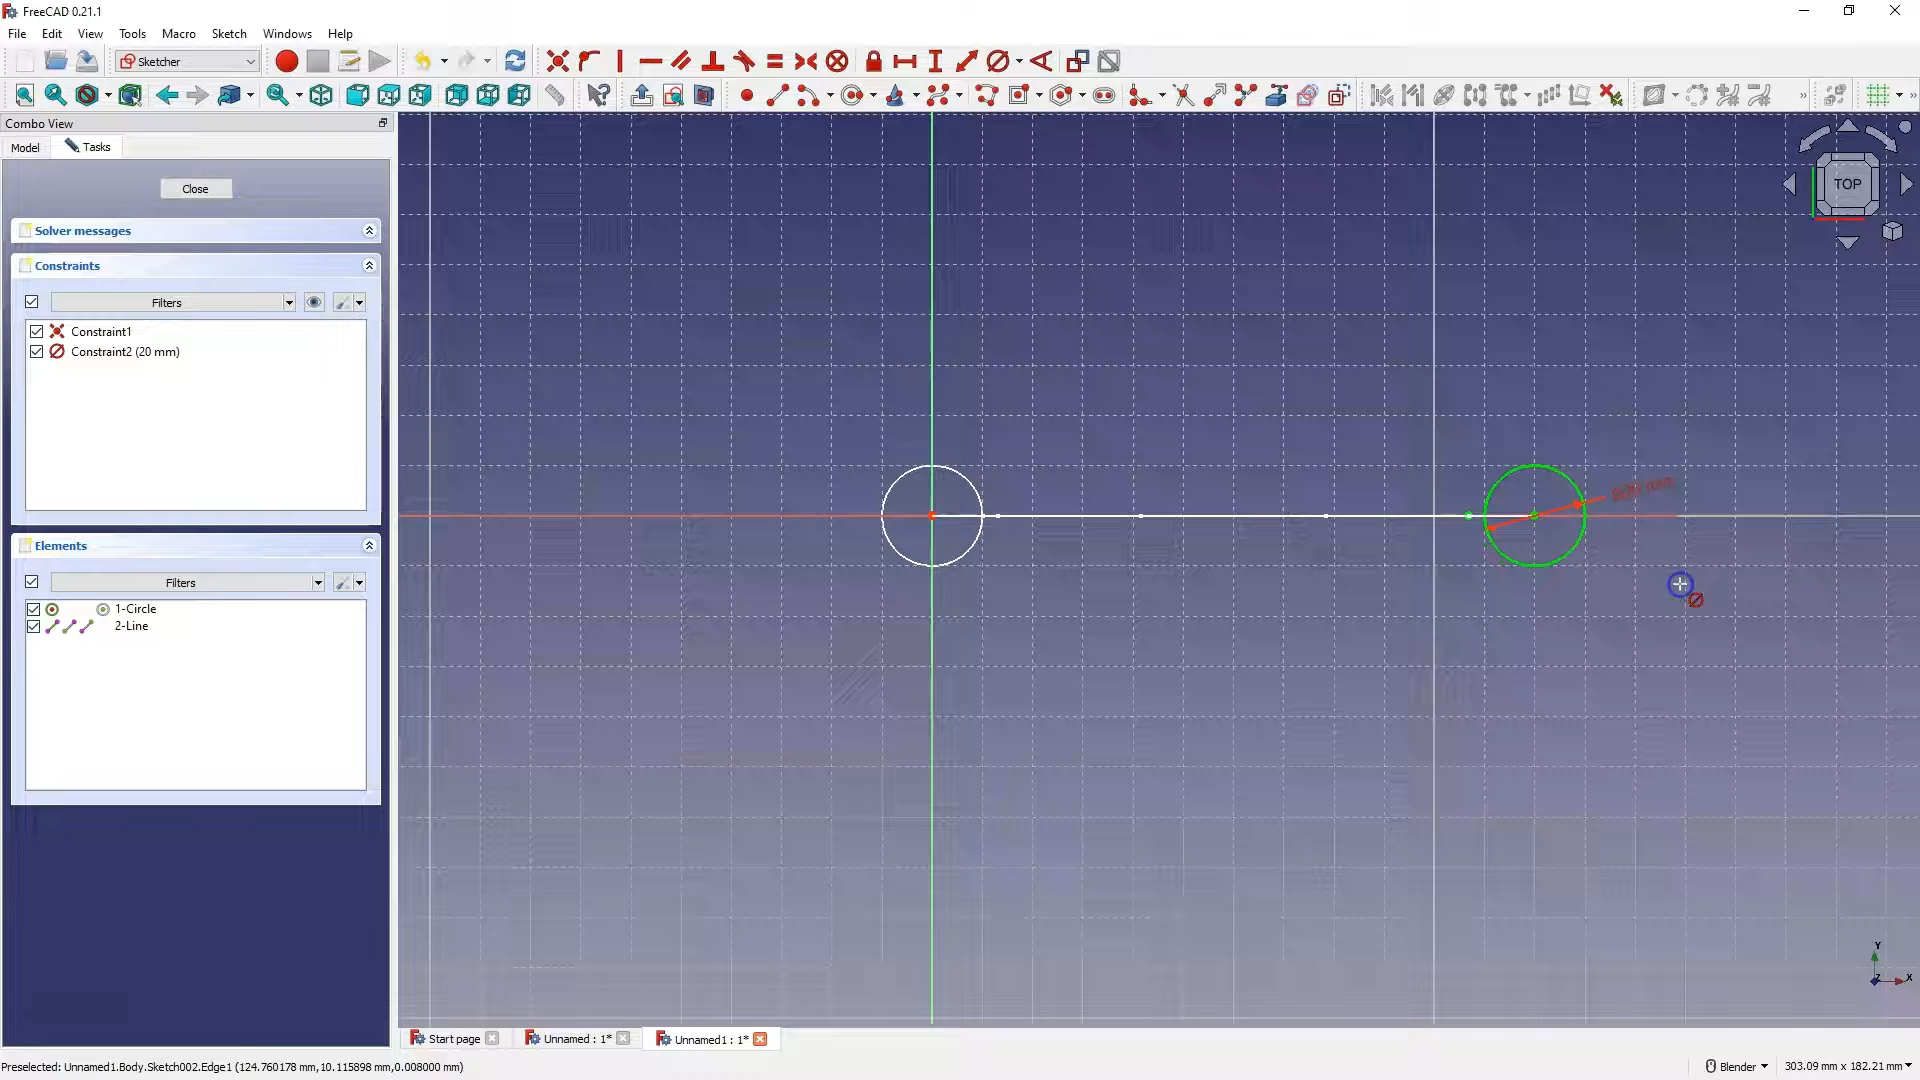 FreeCAD 0.21.1
File Edit View Tools Macro Sketch Windows Help
Sketcher
Combo View
Model Tasks
Close
Solver messages
Constraints
Filters
Constraint1
Constraint2 (20 mm)
Elements
Filters
1-Circle
2-Line
TOP
Y
Z X
Start page Unnamed : 1* Unnamed1 : 1*
Preselected: Unnamed1.Body.Sketch002.Edge1 (124.760178 mm,10.115898 mm,0.008000 mm)
Blender 303.09 mm x 182.21 mm